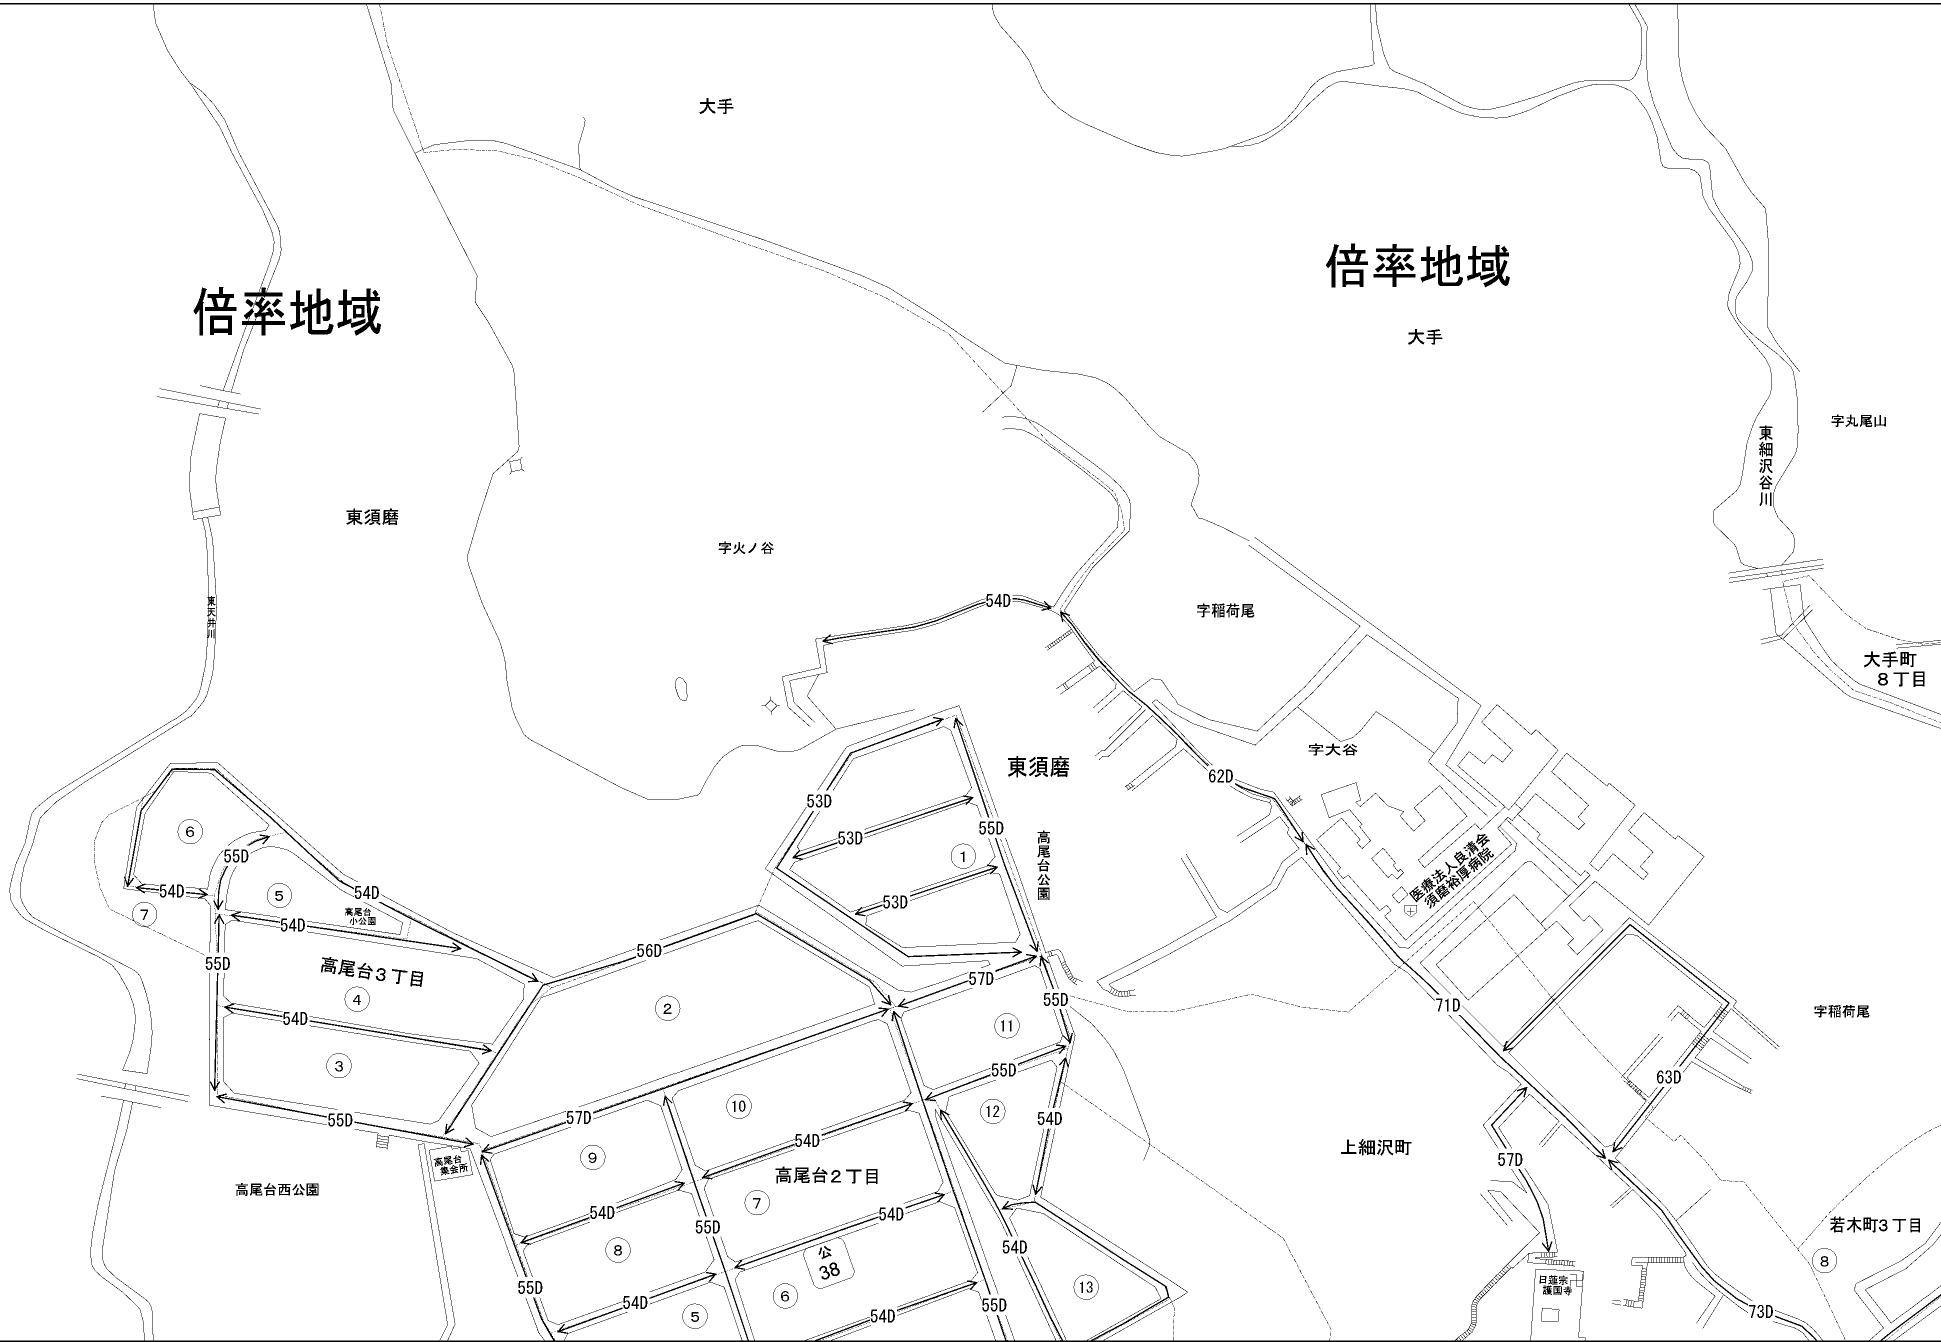 大手
倍率地域
倍率地域
大手
字丸尾山
東細沢谷川
東須磨
字火ノ谷
東天井川
54D
字稲荷尾
大手町
8丁目
字大谷
東須磨
62D
53D
53D
55D
①
高尾台公園
53D
医療法人良清会
須磨裕厚病院
⑥
55D
54D
⑤
54D
⑦
高尾台
小公園
54D
55D
高尾台3丁目
④
56D
②
57D
55D
71D
字稲荷尾
54D
⑪
③
55D
63D
55D
57D
⑩
⑫
54D
54D
上細沢町
57D
高尾台
集会所
⑨
高尾台西公園
高尾台2丁目
⑦
54D
54D
55D
若木町3丁目
⑧
⑧
公
38
54D
55D
日蓮宗
護国寺
54D
⑤
⑥
54D
55D
⑬
73D